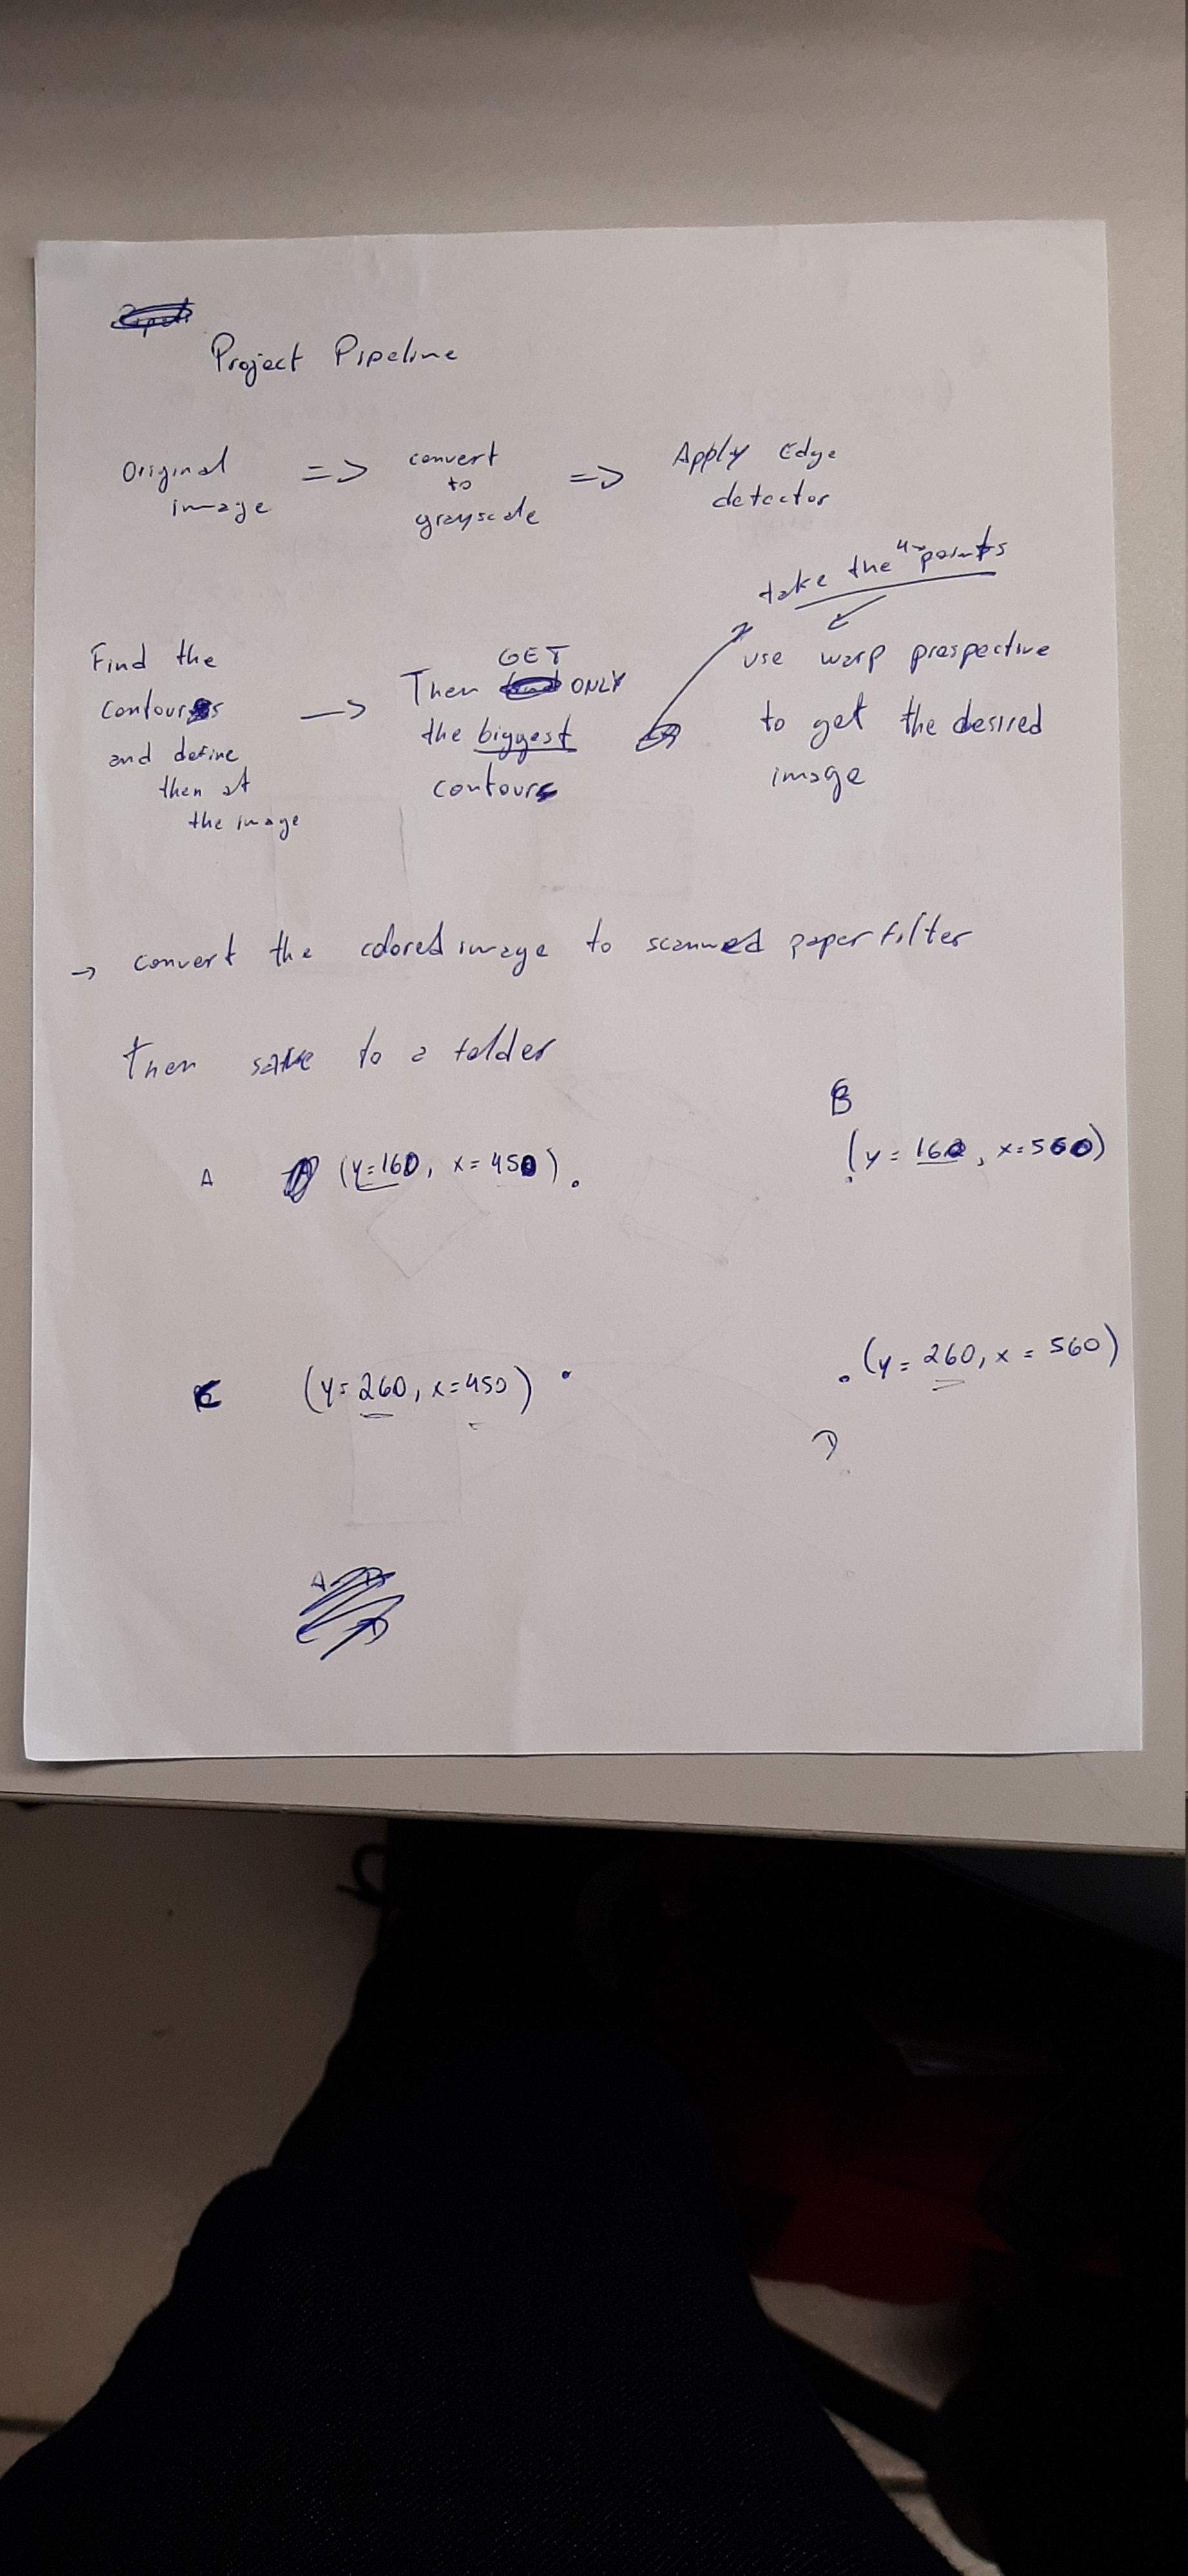 Project Pipeline
Original image => convert to grayscale => Apply Edge detector
take the 4 points
Find the contours and define then at the image
-> Then GET ONLY the biggest contour
use warp prospective to get the desired image
-> convert the colored image to scanned paper filter
Then save to a folder
B
A (y=160, x=450)
(y=160, x=560)
C (y=260, x=450)
(y=260, x=560)
D
A